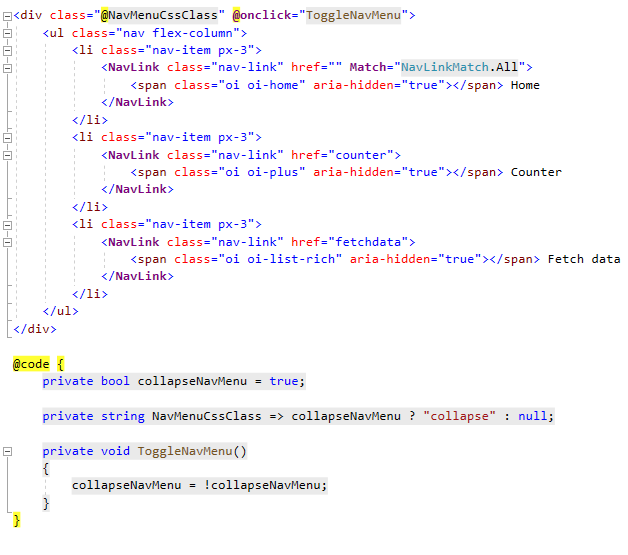 <div class="@NavMenuCssClass" @onclick="ToggleNavMenu">
    <ul class="nav flex-column">
        <li class="nav-item px-3">
            <NavLink class="nav-link" href="" Match="NavLinkMatch.All">
                <span class="oi oi-home" aria-hidden="true"></span> Home
            </NavLink>
        </li>
        <li class="nav-item px-3">
            <NavLink class="nav-link" href="counter">
                <span class="oi oi-plus" aria-hidden="true"></span> Counter
            </NavLink>
        </li>
        <li class="nav-item px-3">
            <NavLink class="nav-link" href="fetchdata">
                <span class="oi oi-list-rich" aria-hidden="true"></span> Fetch data
            </NavLink>
        </li>
    </ul>
</div>

@code {
    private bool collapseNavMenu = true;

    private string NavMenuCssClass => collapseNavMenu ? "collapse" : null;

    private void ToggleNavMenu()
    {
        collapseNavMenu = !collapseNavMenu;
    }
}